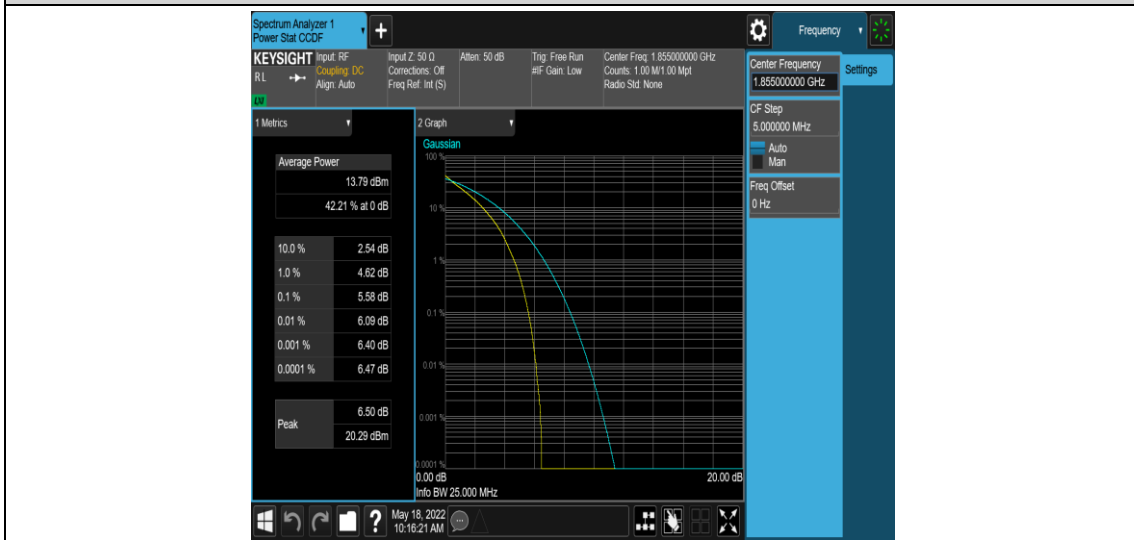 Spectrum Analyzer 1
Power Stat CCDF
Frequency
KEYSIGHT
RL
LXI
Input: RF
Coupling: DC
Align: Auto
Input Z: 50 Ω
Corrections: Off
Freq Ref: Int (S)
Atten: 50 dB
Trig: Free Run
#IF Gain: Low
Center Freq: 1.855000000 GHz
Counts: 1.00 M/1.00 Mpt
Radio Std: None
Center Frequency
1.855000000 GHz
Settings
CF Step
5.000000 MHz
Auto
Man
Freq Offset
0 Hz
1 Metrics
Average Power
13.79 dBm
42.21 % at 0 dB
10.0 % 2.54 dB
1.0 % 4.62 dB
0.1 % 5.58 dB
0.01 % 6.09 dB
0.001 % 6.40 dB
0.0001 % 6.47 dB
Peak
6.50 dB
20.29 dBm
2 Graph
Gaussian
100 %
10 %
1 %
0.1 %
0.01 %
0.001 %
0.0001 %
0.00 dB 20.00 dB
Info BW 25.000 MHz
?
May 18, 2022
10:16:21 AM